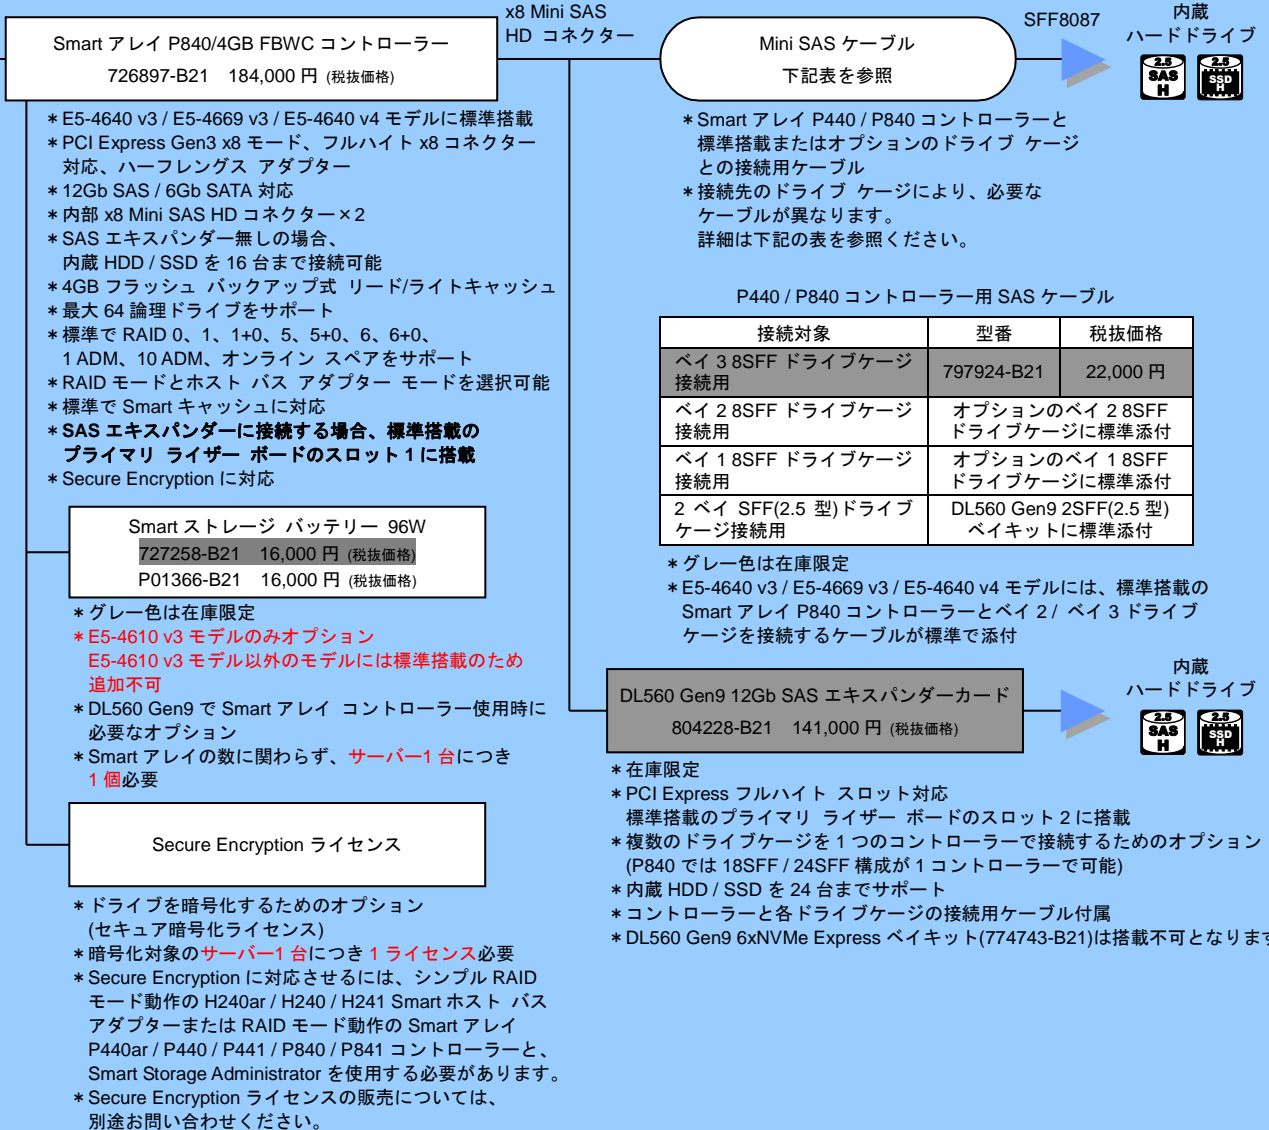 Smart アレイ P840/4GB FBWC コントローラー
726897-B21 184,000 円 (税抜価格)
x8 Mini SAS
HD コネクター
Mini SAS ケーブル
下記表を参照
SFF8087
内蔵
ハードドライブ
2.5
SAS
H
2.5
SSD
H
*E5-4640 v3 / E5-4669 v3 / E5-4640 v4 モデルに標準搭載
*PCI Express Gen3 x8 モード、フルハイト x8 コネクター
対応、ハーフレングス アダプター
*12Gb SAS / 6Gb SATA 対応
*内部 x8 Mini SAS HD コネクター×2
*SAS エキスパンダー無しの場合、
内蔵 HDD / SSD を 16 台まで接続可能
*4GB フラッシュ バックアップ式 リード/ライトキャッシュ
*最大 64 論理ドライブをサポート
*標準で RAID 0、1、1+0、5、5+0、6、6+0、
1 ADM、10 ADM、オンライン スペアをサポート
*RAID モードとホスト バス アダプター モードを選択可能
*標準で Smart キャッシュに対応
*SAS エキスパンダーに接続する場合、標準搭載の
プライマリ ライザー ボードのスロット 1 に搭載
*Secure Encryption に対応
*Smart アレイ P440 / P840 コントローラーと
標準搭載またはオプションのドライブ ケージ
との接続用ケーブル
*接続先のドライブ ケージにより、必要な
ケーブルが異なります。
詳細は下記の表を参照ください。
P440 / P840 コントローラー用 SAS ケーブル
接続対象 型番 税抜価格
ベイ 3 8SFF ドライブケージ
接続用
797924-B21 22,000 円
ベイ 2 8SFF ドライブケージ
接続用
オプションのベイ 2 8SFF
ドライブケージに標準添付
ベイ 1 8SFF ドライブケージ
接続用
オプションのベイ 1 8SFF
ドライブケージに標準添付
2 ベイ SFF(2.5 型)ドライブ
ケージ接続用
DL560 Gen9 2SFF(2.5 型)
ベイキットに標準添付
*グレー色は在庫限定
*E5-4640 v3 / E5-4669 v3 / E5-4640 v4 モデルには、標準搭載の
Smart アレイ P840 コントローラーとベイ 2 / ベイ 3 ドライブ
ケージを接続するケーブルが標準で添付
Smart ストレージ バッテリー 96W
727258-B21 16,000 円 (税抜価格)
P01366-B21 16,000 円 (税抜価格)
*グレー色は在庫限定
*E5-4610 v3 モデルのみオプション
E5-4610 v3 モデル以外のモデルには標準搭載のため
追加不可
*DL560 Gen9 で Smart アレイ コントローラー使用時に
必要なオプション
*Smart アレイの数に関わらず、サーバー1 台につき
1 個必要
DL560 Gen9 12Gb SAS エキスパンダーカード
804228-B21 141,000 円 (税抜価格)
内蔵
ハードドライブ
2.5
SAS
H
2.5
SSD
H
*在庫限定
*PCI Express フルハイト スロット対応
標準搭載のプライマリ ライザー ボードのスロット 2 に搭載
*複数のドライブケージを 1 つのコントローラーで接続するためのオプション
(P840 では 18SFF / 24SFF 構成が 1 コントローラーで可能)
*内蔵 HDD / SSD を 24 台までサポート
*コントローラーと各ドライブケージの接続用ケーブル付属
*DL560 Gen9 6xNVMe Express ベイキット(774743-B21)は搭載不可となります
Secure Encryption ライセンス
*ドライブを暗号化するためのオプション
(セキュア暗号化ライセンス)
*暗号化対象のサーバー1 台につき 1 ライセンス必要
*Secure Encryption に対応させるには、シンプル RAID
モード動作の H240ar / H240 / H241 Smart ホスト バス
アダプターまたは RAID モード動作の Smart アレイ
P440ar / P440 / P441 / P840 / P841 コントローラーと、
Smart Storage Administrator を使用する必要があります。
*Secure Encryption ライセンスの販売については、
別途お問い合わせください。